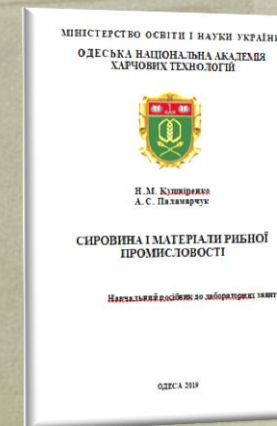 МІНІСТЕРСТВО ОСВІТИ І НАУКИ УКРАЇНИ
ОДЕСЬКА НАЦІОНАЛЬНА АКАДЕМІЯ
ХАРЧОВИХ ТЕХНОЛОГІЙ
Н.М. Кушніренко
А.С. Паламарчук
СИРОВИНА І МАТЕРІАЛИ РИБНОЇ
ПРОМИСЛОВОСТІ
Навчальний посібник до лабораторних занят
ОДЕСА 2019